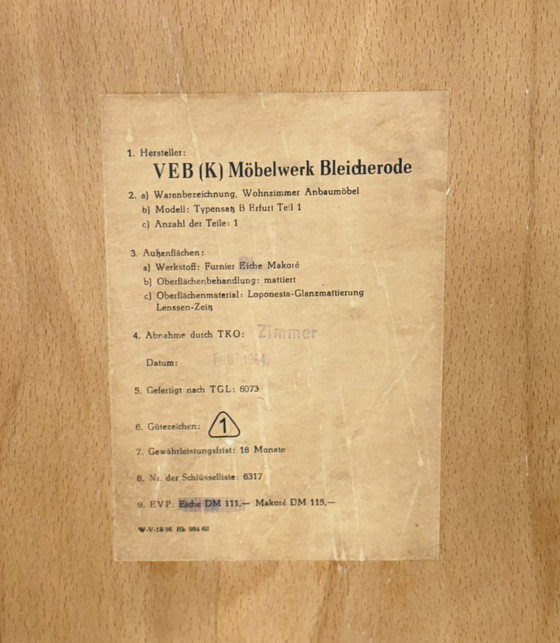 1. Hersteller:
VEB (K) Möbelwerk Bleicherode
2. a) Warenbezeichnung, Wohnzimmer Anbaumöbel
b) Modell: Typensatz B Erfurt Teil 1
c) Anzahl der Teile: 1
3. Außenflächen:
a) Werkstoff: Furnier Eiche Makoré
b) Oberflächenbehandlung: mattiert
c) Oberflächenmaterial: Loponesta-Glanzmattierung
Lenssen-Zeitz
4. Abnahme durch TKO: Zimmer
Datum: Feb 1964
5. Gefertigt nach TGL: 6073
6. Gütezeichen: 1
7. Gewährleistungsfrist: 18 Monate
8. Nr. der Schlüsselliste: 6317
9. EVP: Eiche DM 111,— Makoré DM 115,—